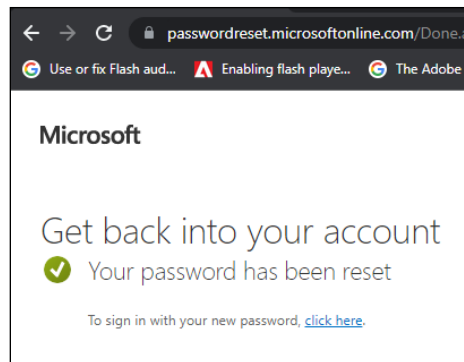 passwordreset.microsoftonline.com/Done.a
Use or fix Flash aud... Enabling flash playe... The Adobe
Microsoft
Get back into your account
Your password has been reset
To sign in with your new password, click here.